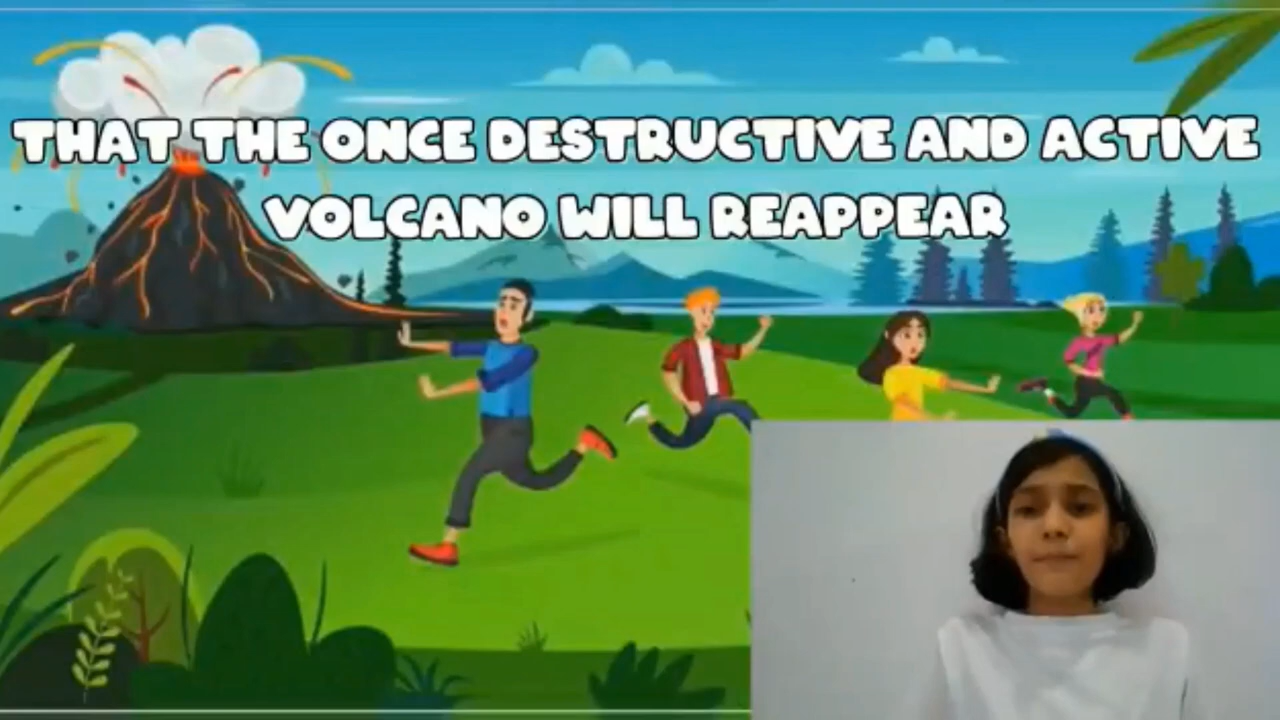 THAT THE ONCE DESTRUCTIVE AND ACTIVE
VOLCANO WILL REAPPEAR